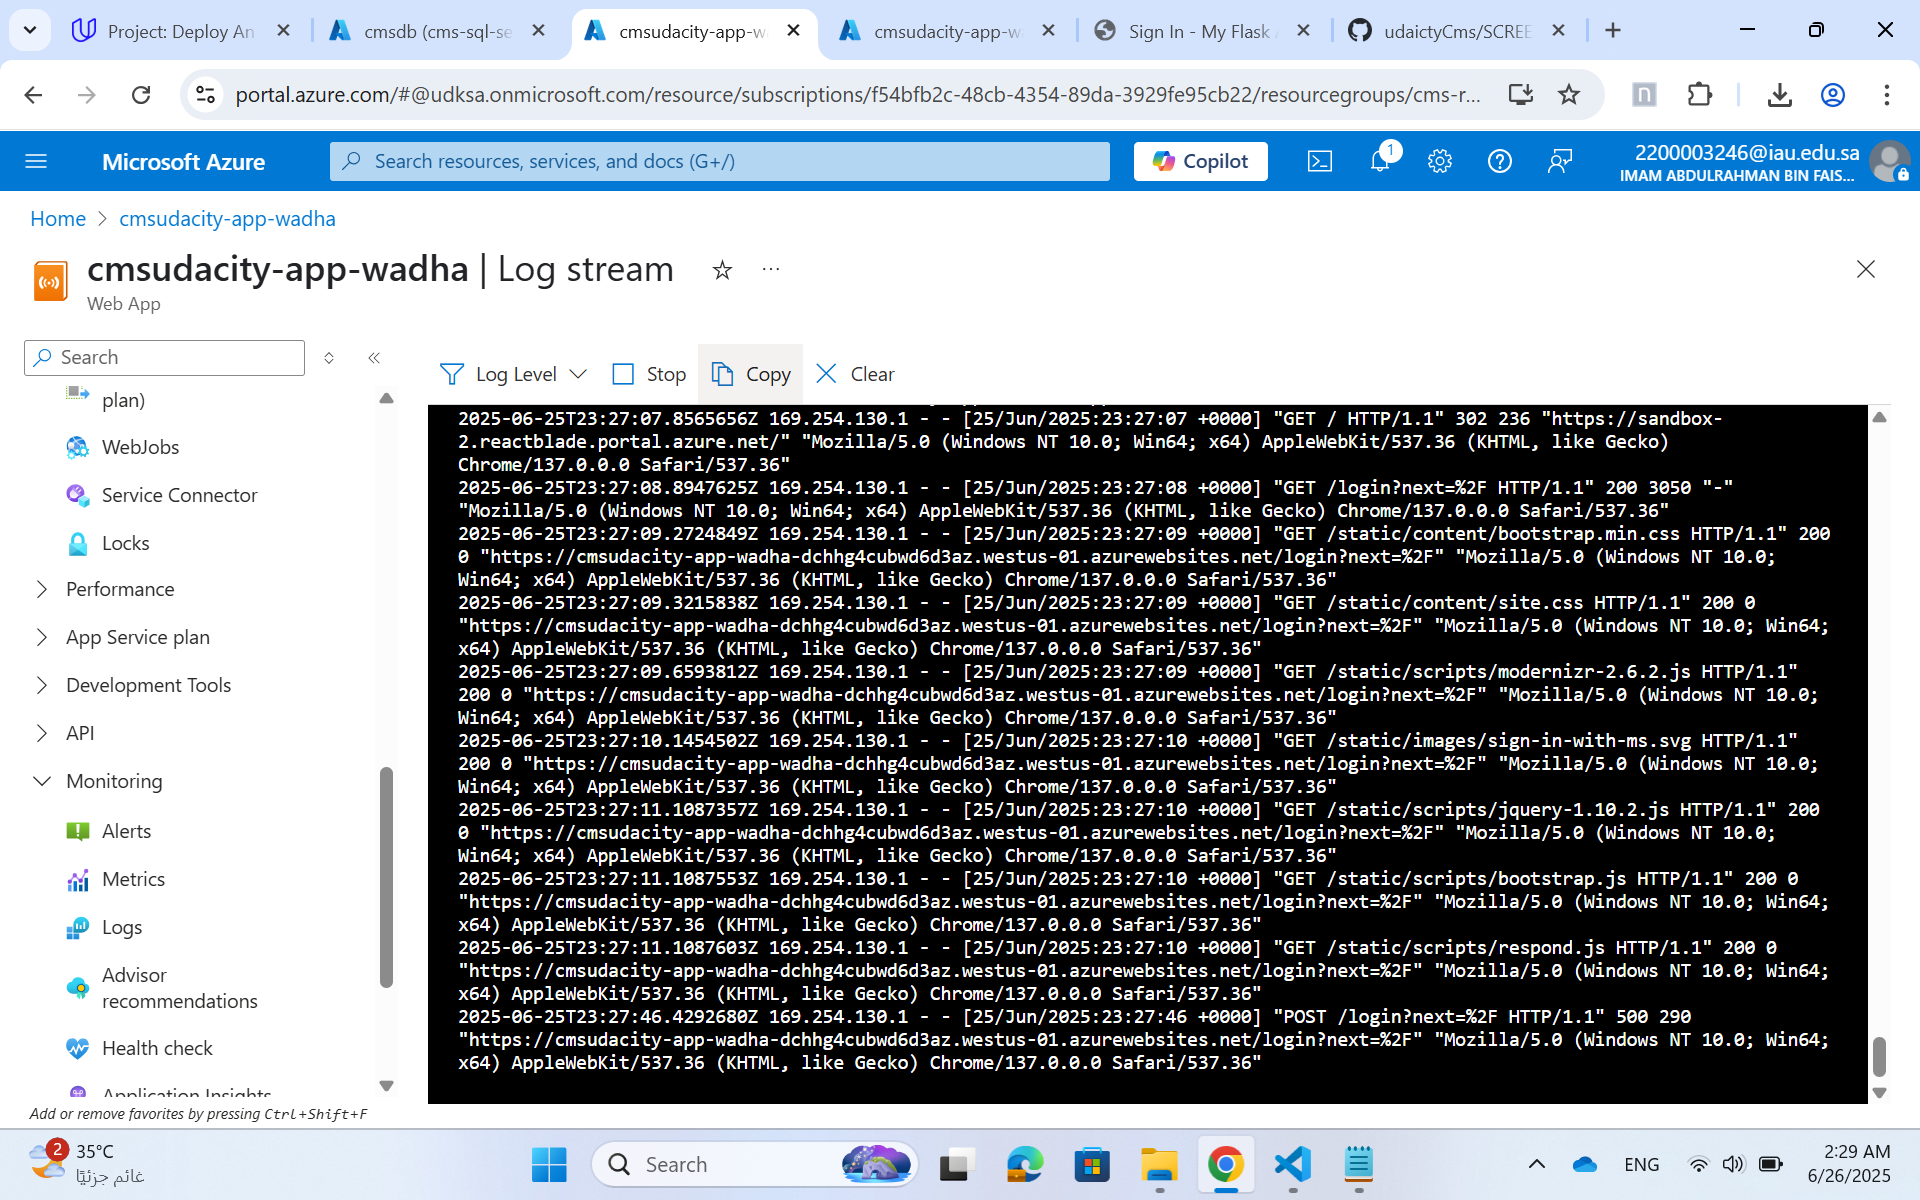 Project: Deploy An
cmsdb (cms-sql-se
cmsudacity-app-w
cmsudacity-app-w
Sign In - My Flask
udaictyCms/SCREE
portal.azure.com/#@udksa.onmicrosoft.com/resource/subscriptions/f54bfb2c-48cb-4354-89da-3929fe95cb22/resourcegroups/cms-r...
Microsoft Azure
Search resources, services, and docs (G+/)
Copilot
1
2200003246@iau.edu.sa
IMAM ABDULRAHMAN BIN FAIS...
Home > cmsudacity-app-wadha
cmsudacity-app-wadha | Log stream
Web App
Search
plan)
WebJobs
Service Connector
Locks
Performance
App Service plan
Development Tools
API
Monitoring
Alerts
Metrics
Logs
Advisor
recommendations
Health check
Application Insights
Add or remove favorites by pressing Ctrl+Shift+F
Log Level
Stop
Copy
Clear
2025-06-25T23:27:07.8565656Z 169.254.130.1 - - [25/Jun/2025:23:27:07 +0000] "GET / HTTP/1.1" 302 236 "https://sandbox-
2.reactblade.portal.azure.net/" "Mozilla/5.0 (Windows NT 10.0; Win64; x64) AppleWebKit/537.36 (KHTML, like Gecko)
Chrome/137.0.0.0 Safari/537.36"
2025-06-25T23:27:08.8947625Z 169.254.130.1 - - [25/Jun/2025:23:27:08 +0000] "GET /login?next=%2F HTTP/1.1" 200 3050 "-"
"Mozilla/5.0 (Windows NT 10.0; Win64; x64) AppleWebKit/537.36 (KHTML, like Gecko) Chrome/137.0.0.0 Safari/537.36"
2025-06-25T23:27:09.2724849Z 169.254.130.1 - - [25/Jun/2025:23:27:09 +0000] "GET /static/content/bootstrap.min.css HTTP/1.1" 200
0 "https://cmsudacity-app-wadha-dchhg4cubwd6d3az.westus-01.azurewebsites.net/login?next=%2F" "Mozilla/5.0 (Windows NT 10.0;
Win64; x64) AppleWebKit/537.36 (KHTML, like Gecko) Chrome/137.0.0.0 Safari/537.36"
2025-06-25T23:27:09.3215838Z 169.254.130.1 - - [25/Jun/2025:23:27:09 +0000] "GET /static/content/site.css HTTP/1.1" 200 0
"https://cmsudacity-app-wadha-dchhg4cubwd6d3az.westus-01.azurewebsites.net/login?next=%2F" "Mozilla/5.0 (Windows NT 10.0; Win64;
x64) AppleWebKit/537.36 (KHTML, like Gecko) Chrome/137.0.0.0 Safari/537.36"
2025-06-25T23:27:09.6593812Z 169.254.130.1 - - [25/Jun/2025:23:27:09 +0000] "GET /static/scripts/modernizr-2.6.2.js HTTP/1.1"
200 0 "https://cmsudacity-app-wadha-dchhg4cubwd6d3az.westus-01.azurewebsites.net/login?next=%2F" "Mozilla/5.0 (Windows NT 10.0;
Win64; x64) AppleWebKit/537.36 (KHTML, like Gecko) Chrome/137.0.0.0 Safari/537.36"
2025-06-25T23:27:10.1454502Z 169.254.130.1 - - [25/Jun/2025:23:27:10 +0000] "GET /static/images/sign-in-with-ms.svg HTTP/1.1"
200 0 "https://cmsudacity-app-wadha-dchhg4cubwd6d3az.westus-01.azurewebsites.net/login?next=%2F" "Mozilla/5.0 (Windows NT 10.0;
Win64; x64) AppleWebKit/537.36 (KHTML, like Gecko) Chrome/137.0.0.0 Safari/537.36"
2025-06-25T23:27:11.1087357Z 169.254.130.1 - - [25/Jun/2025:23:27:10 +0000] "GET /static/scripts/jquery-1.10.2.js HTTP/1.1" 200
0 "https://cmsudacity-app-wadha-dchhg4cubwd6d3az.westus-01.azurewebsites.net/login?next=%2F" "Mozilla/5.0 (Windows NT 10.0;
Win64; x64) AppleWebKit/537.36 (KHTML, like Gecko) Chrome/137.0.0.0 Safari/537.36"
2025-06-25T23:27:11.1087553Z 169.254.130.1 - - [25/Jun/2025:23:27:10 +0000] "GET /static/scripts/bootstrap.js HTTP/1.1" 200 0
"https://cmsudacity-app-wadha-dchhg4cubwd6d3az.westus-01.azurewebsites.net/login?next=%2F" "Mozilla/5.0 (Windows NT 10.0; Win64;
x64) AppleWebKit/537.36 (KHTML, like Gecko) Chrome/137.0.0.0 Safari/537.36"
2025-06-25T23:27:11.1087603Z 169.254.130.1 - - [25/Jun/2025:23:27:10 +0000] "GET /static/scripts/respond.js HTTP/1.1" 200 0
"https://cmsudacity-app-wadha-dchhg4cubwd6d3az.westus-01.azurewebsites.net/login?next=%2F" "Mozilla/5.0 (Windows NT 10.0; Win64;
x64) AppleWebKit/537.36 (KHTML, like Gecko) Chrome/137.0.0.0 Safari/537.36"
2025-06-25T23:27:46.4292680Z 169.254.130.1 - - [25/Jun/2025:23:27:46 +0000] "POST /login?next=%2F HTTP/1.1" 500 290
"https://cmsudacity-app-wadha-dchhg4cubwd6d3az.westus-01.azurewebsites.net/login?next=%2F" "Mozilla/5.0 (Windows NT 10.0; Win64;
x64) AppleWebKit/537.36 (KHTML, like Gecko) Chrome/137.0.0.0 Safari/537.36"
2
35°C
غائم جزئيًا
Search
ENG
2:29 AM
6/26/2025